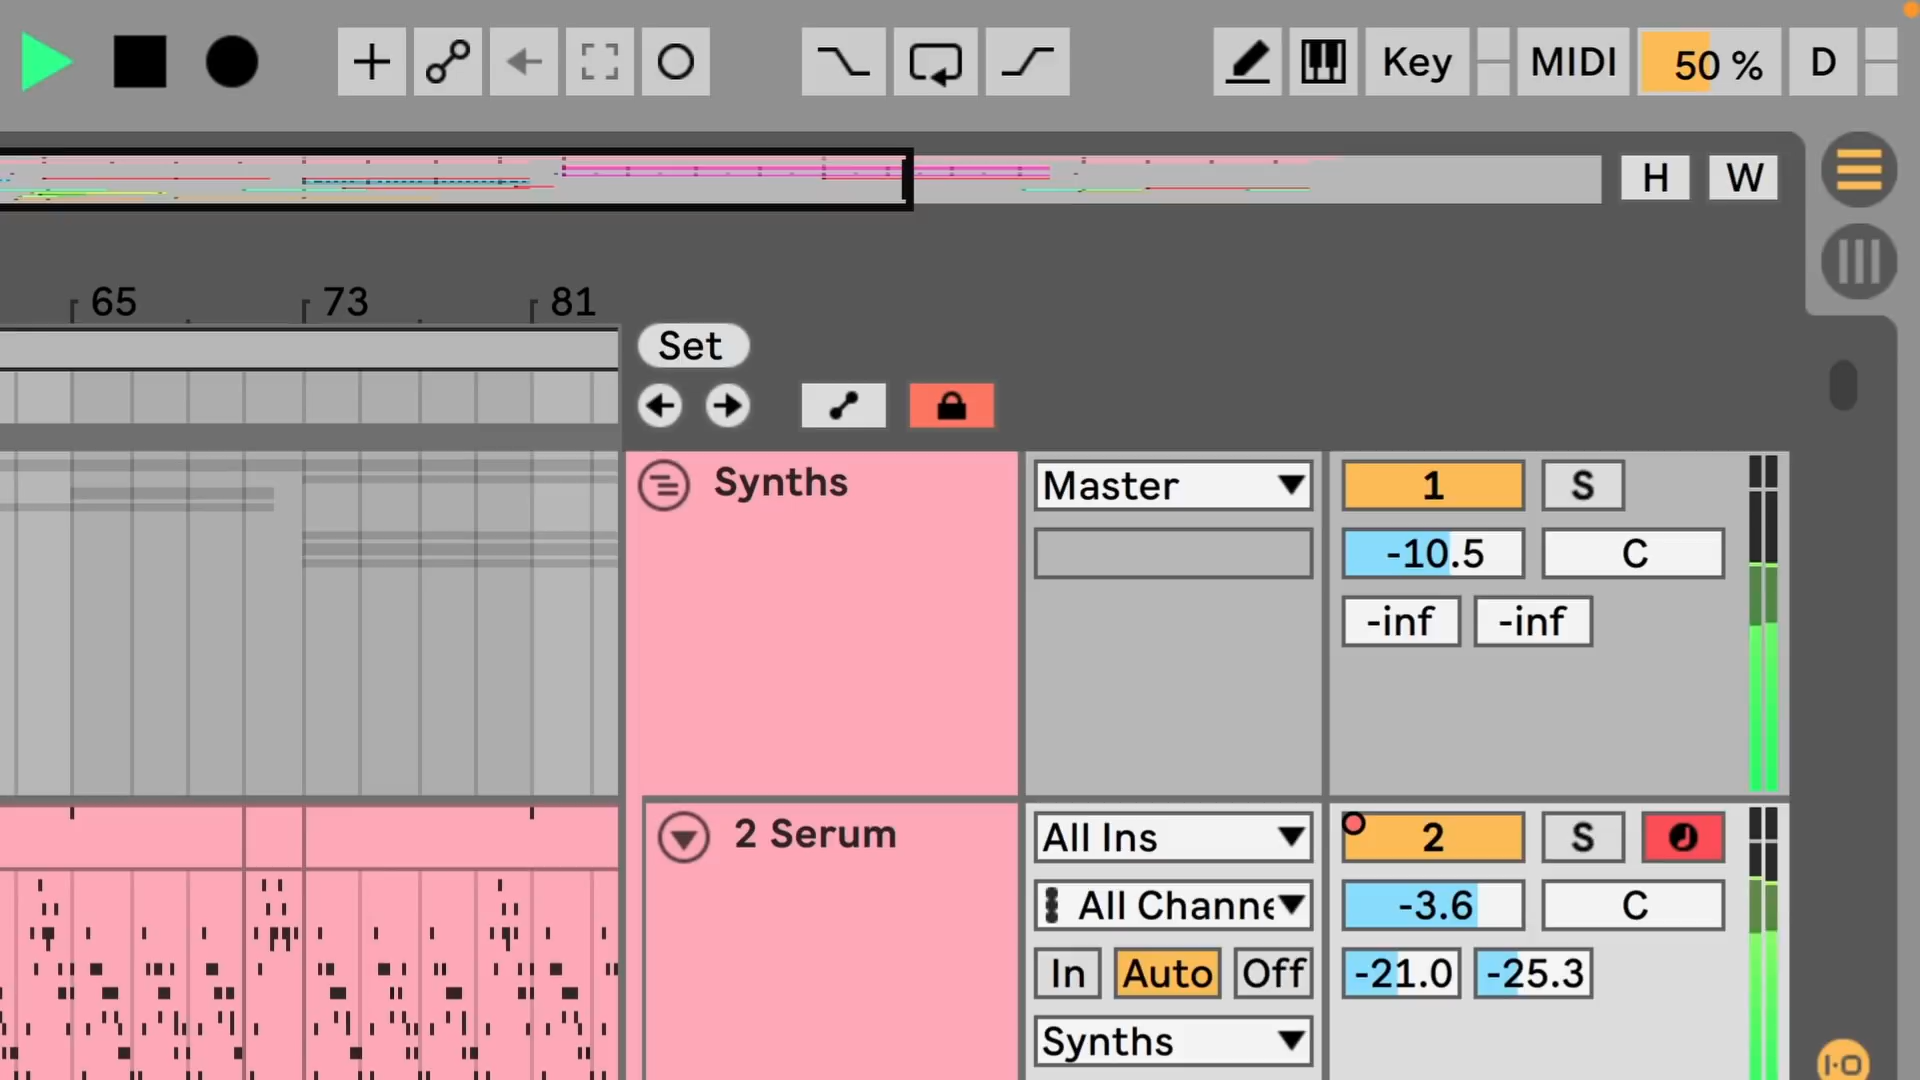 Key MIDI 50 % D
H W
65 73 81
Set
Synths Master 1 S
-10.5 C
-inf -inf
2 Serum All Ins 2 S
All Channe -3.6 C
In Auto Off -21.0 -25.3
Synths
I-O